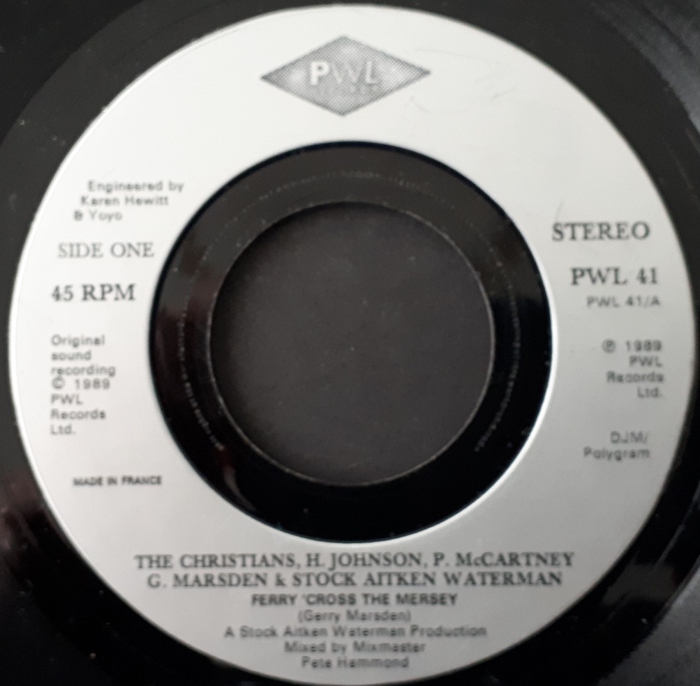 PWL
Engineered by
Karen Hewitt
& Yoyo
SIDE ONE
45 RPM
Original
sound
recording
© 1989
PWL
Records
Ltd.
MADE IN FRANCE
STEREO
PWL 41
PWL 41/A
℗ 1989
PWL
Records
Ltd.
DJM/
Polygram
THE CHRISTIANS, H. JOHNSON, P. McCARTNEY
G. MARSDEN & STOCK AITKEN WATERMAN
FERRY 'CROSS THE MERSEY
(Gerry Marsden)
A Stock Aitken Waterman Production
Mixed by Mixmaster
Pete Hammond